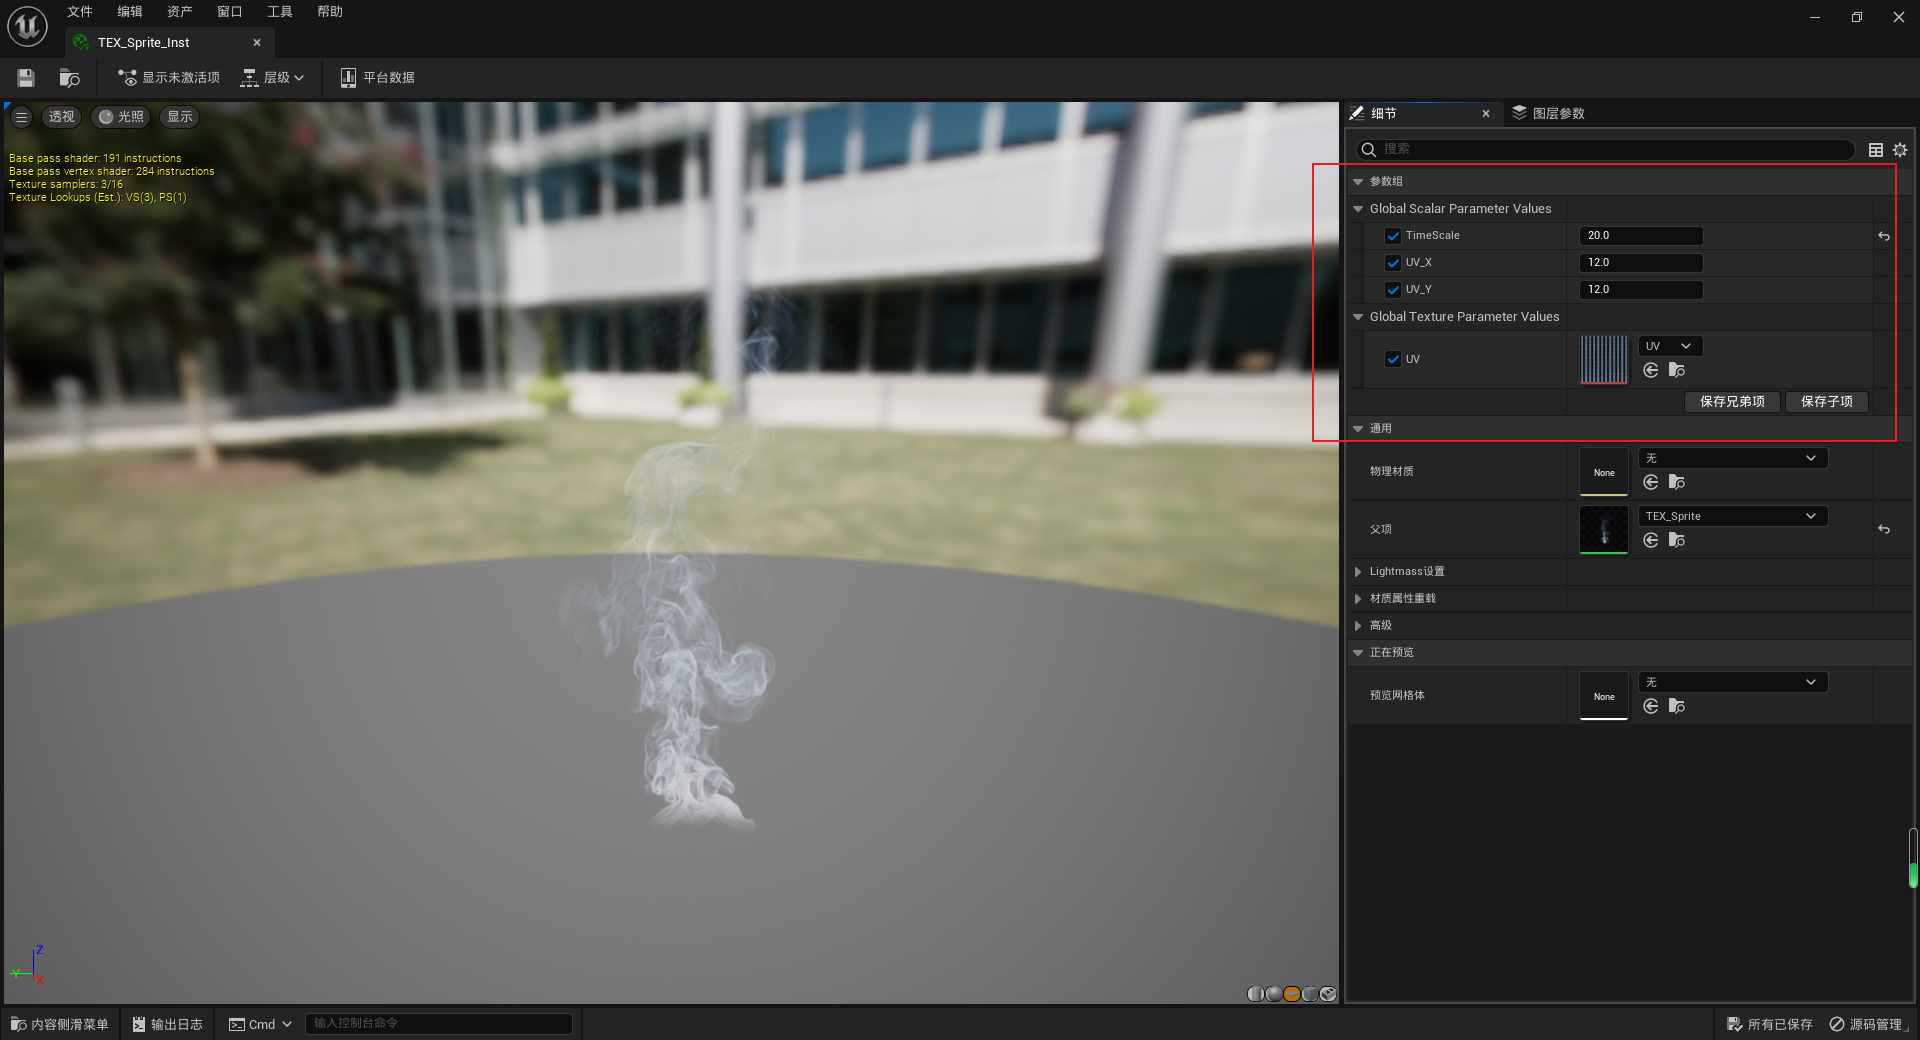 文件 编辑 资产 窗口 工具 帮助
TEX_Sprite_Inst
显示未激活项 层级 平台数据
透视 光照 显示
Base pass shader: 191 instructions
Base pass vertex shader: 284 instructions
Texture samplers: 3/16
Texture Lookups (Est.): VS(3), PS(1)
Z
Y
X
细节 图层参数
搜索
参数组
Global Scalar Parameter Values
TimeScale 20.0
UV_X 12.0
UV_Y 12.0
Global Texture Parameter Values
UV UV
保存兄弟项 保存子项
通用
物理材质 None 无
父项 TEX_Sprite
Lightmass设置
材质属性重载
高级
正在预览
预览网格体 None 无
内容侧滑菜单 输出日志 Cmd 输入控制台命令 所有已保存 源码管理